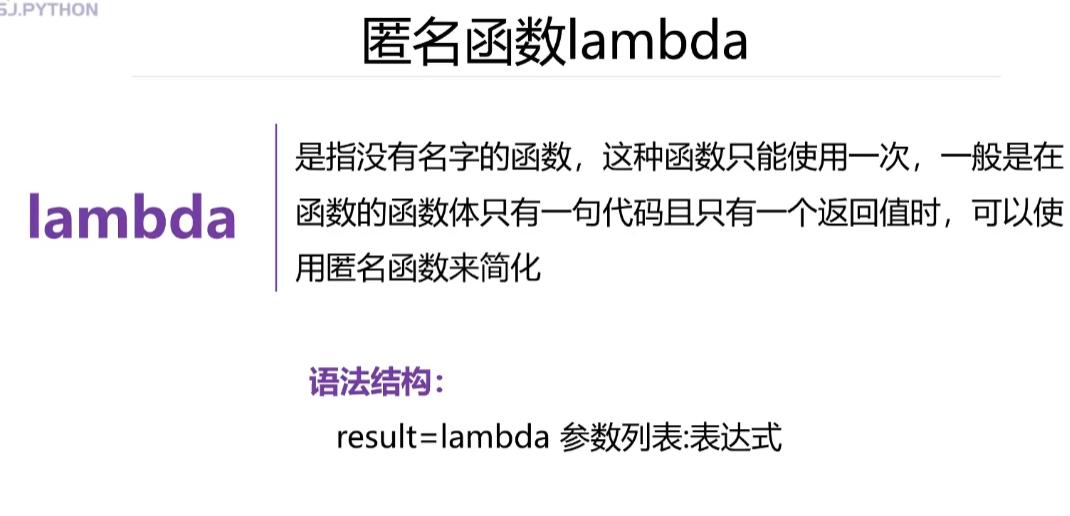 SJ.PYTHON
匿名函数lambda
lambda
是指没有名字的函数，这种函数只能使用一次，一般是在
函数的函数体只有一句代码且只有一个返回值时，可以使
用匿名函数来简化
语法结构：
result=lambda 参数列表:表达式